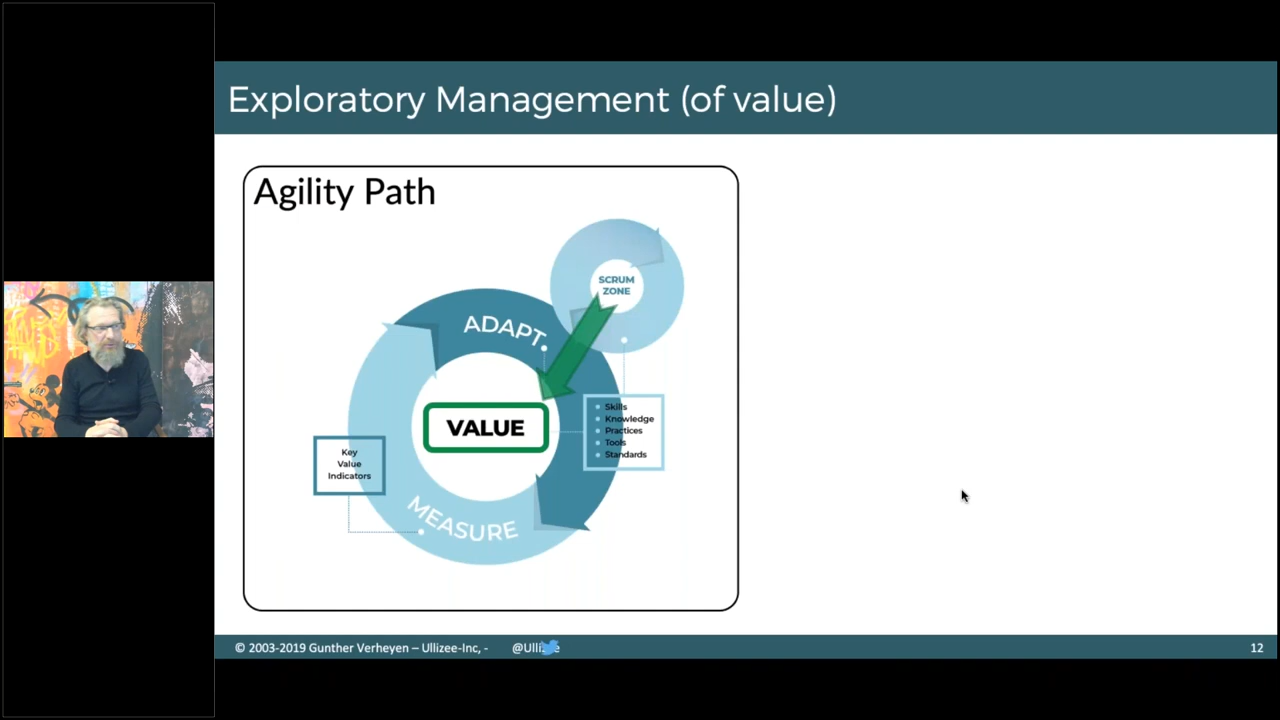 Exploratory Management (of value)
Agility Path
SCRUM
ZONE
ADAPT
VALUE
Skills
Knowledge
Practices
Tools
Standards
Key
Value
Indicators
MEASURE
© 2003-2019 Gunther Verheyen – Ullizee-Inc, -
12